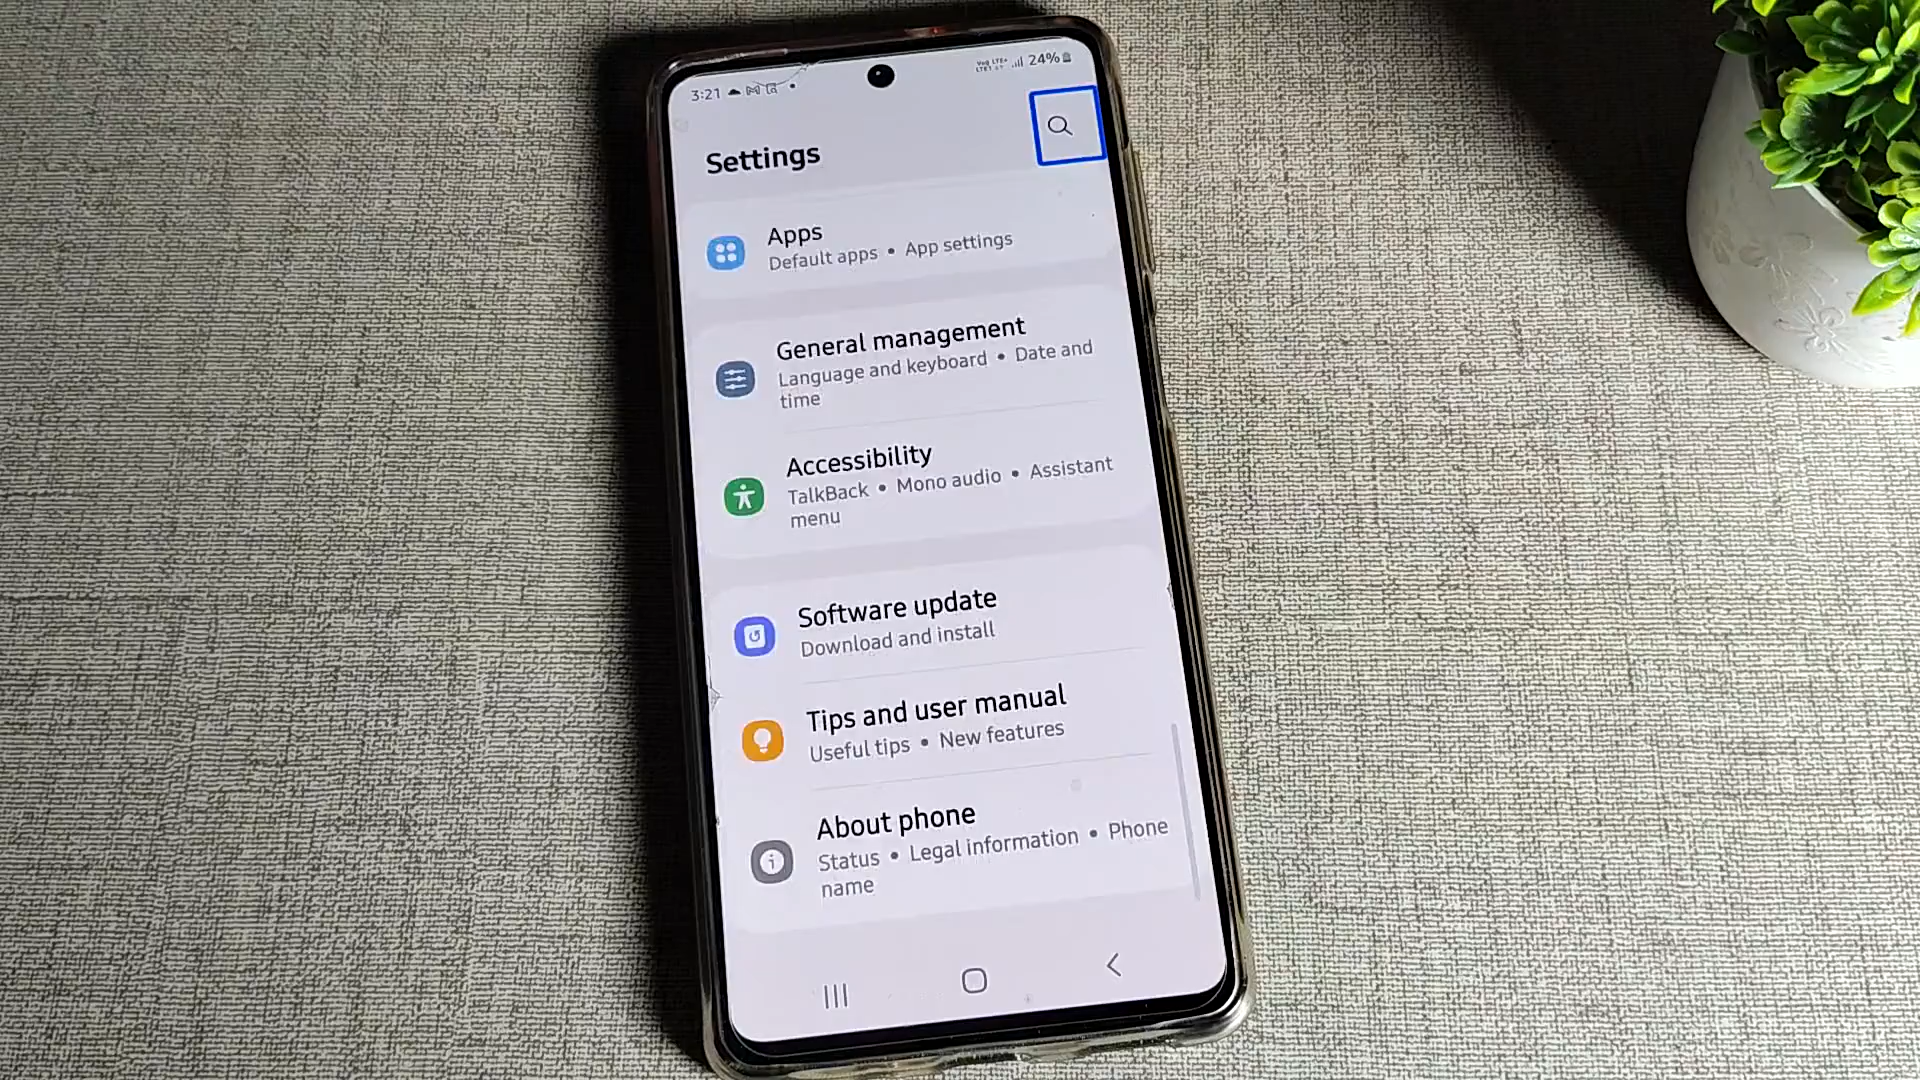 3:21
24%
Settings
Apps
Default apps • App settings
General management
Language and keyboard • Date and
time
Accessibility
TalkBack • Mono audio • Assistant
menu
Software update
Download and install
Tips and user manual
Useful tips • New features
About phone
Status • Legal information • Phone
name